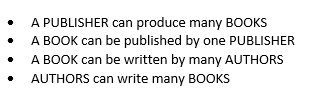 • A PUBLISHER can produce many BOOKS
• A BOOK can be published by one PUBLISHER
• A BOOK can be written by many AUTHORS
• AUTHORS can write many BOOKS